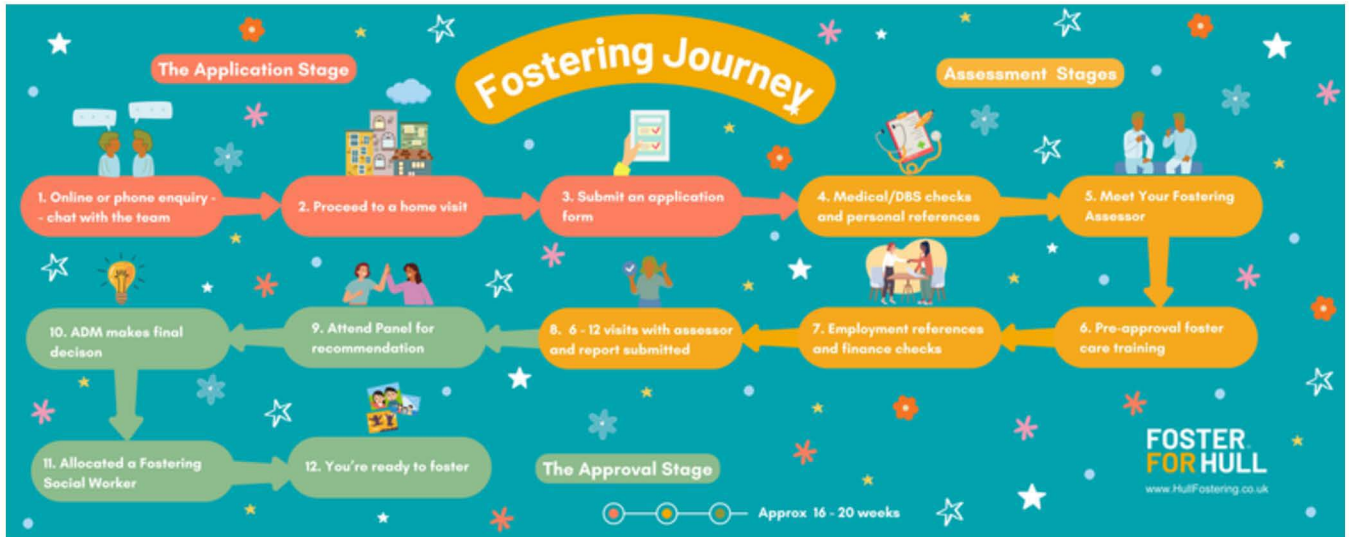 Fostering Journey
The Application Stage
Assessment Stages
1. Online or phone enquiry -
- chat with the team
2. Proceed to a home visit
3. Submit an application
form
4. Medical/DBS checks
and personal references
5. Meet Your Fostering
Assessor
6. Pre-approval foster
care training
7. Employment references
and finance checks
8. 6 - 12 visits with assessor
and report submitted
9. Attend Panel for
recommendation
10. ADM makes final
decison
11. Allocated a Fostering
Social Worker
12. You're ready to foster
The Approval Stage
Approx 16 - 20 weeks
FOSTER
FOR HULL
www.HullFostering.co.uk